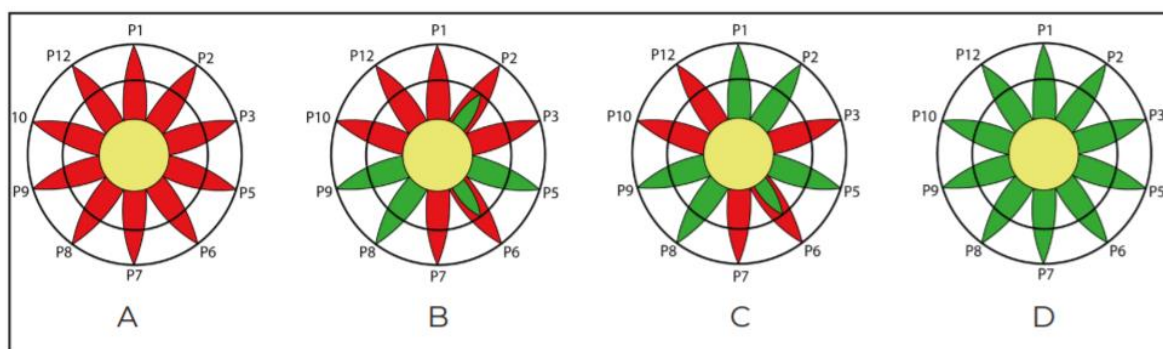 P1 P1 P1 P1
P12 P2 P12 P2 P12 P2 P12 P2
10 P3 P10 P3 P10 P3 P10 P3
P9 P5 P9 P5 P9 P5 P9 P5
P8 P6 P8 P6 P8 P6 P8 P6
P7 P7 P7 P7
A B C D